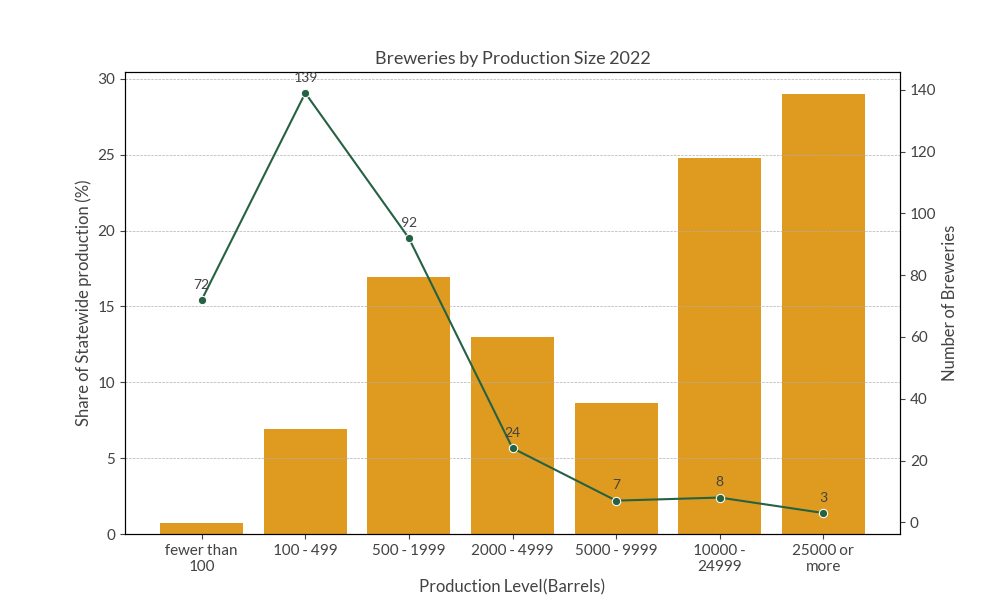 Breweries by Production Size 2022
Share of Statewide production (%)
30
25
20
15
10
5
0
72
139
92
24
7
8
3
140
120
100
80
60
40
20
0
Number of Breweries
fewer than
100
100 - 499
500 - 1999
2000 - 4999
5000 - 9999
10000 -
24999
25000 or
more
Production Level(Barrels)